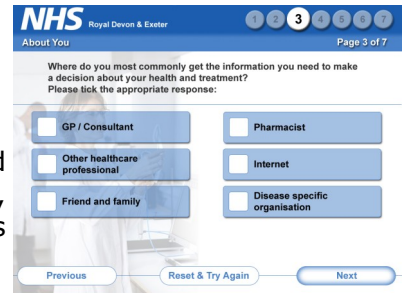 NHS Royal Devon & Exeter
1 2 3 4 5 6 7
About You
Page 3 of 7
Where do you most commonly get the information you need to make
a decision about your health and treatment?
Please tick the appropriate response:
GP / Consultant
Pharmacist
Other healthcare
professional
Internet
Friend and family
Disease specific
organisation
Previous
Reset & Try Again
Next